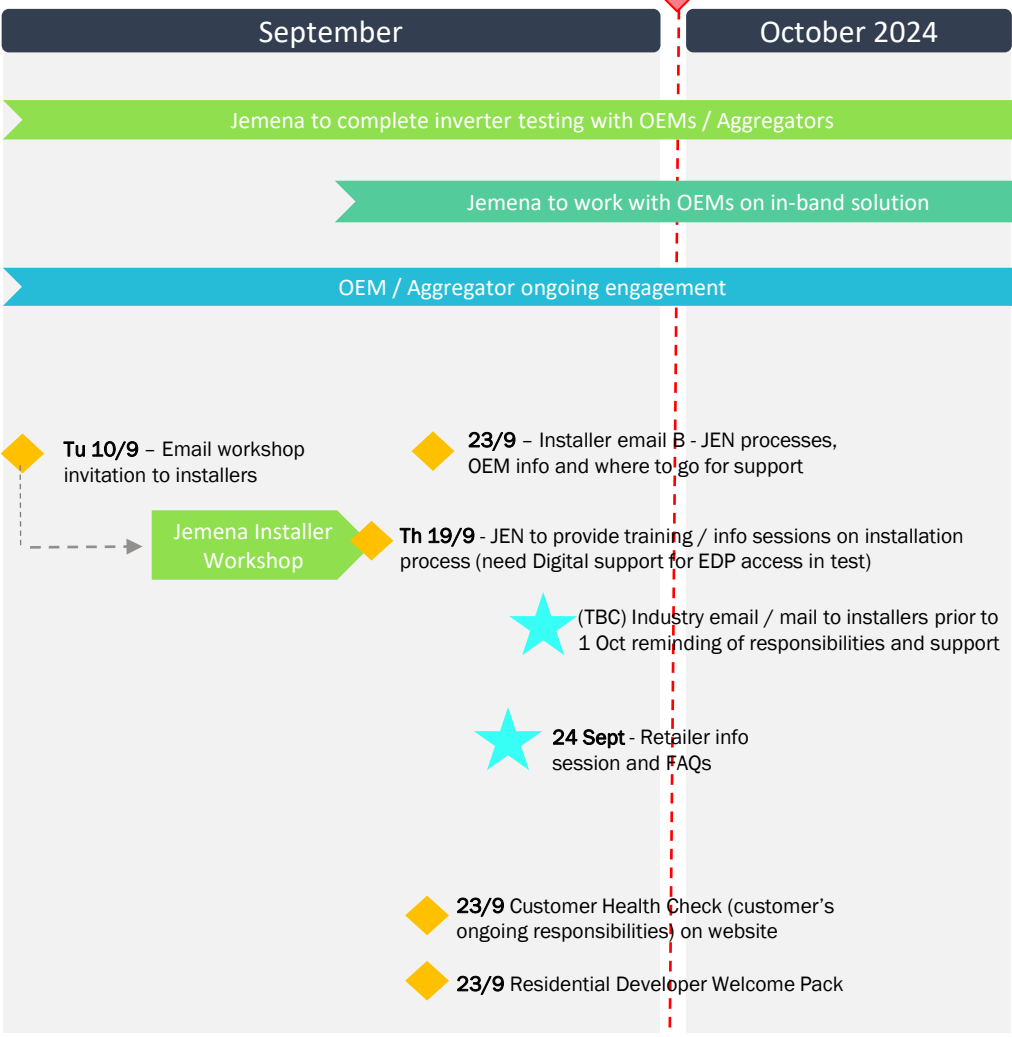 September
October 2024
Jemena to complete inverter testing with OEMs / Aggregators
Jemena to work with OEMs on in-band solution
OEM / Aggregator ongoing engagement
Tu 10/9 – Email workshop
invitation to installers
23/9 – Installer email B - JEN processes,
OEM info and where to go for support
Jemena Installer
Workshop
Th 19/9 - JEN to provide training / info sessions on installation
process (need Digital support for EDP access in test)
(TBC) Industry email / mail to installers prior to
1 Oct reminding of responsibilities and support
24 Sept - Retailer info
session and FAQs
23/9 Customer Health Check (customer’s
ongoing responsibilities) on website
23/9 Residential Developer Welcome Pack